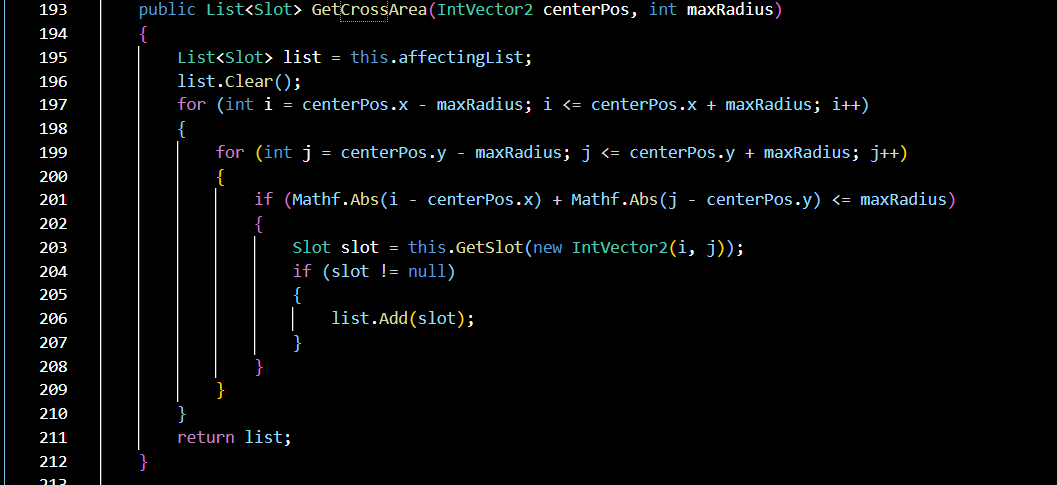 193 public List<Slot> GetCrossArea(IntVector2 centerPos, int maxRadius)
194 {
195 List<Slot> list = this.affectingList;
196 list.Clear();
197 for (int i = centerPos.x - maxRadius; i <= centerPos.x + maxRadius; i++)
198 {
199 for (int j = centerPos.y - maxRadius; j <= centerPos.y + maxRadius; j++)
200 {
201 if (Mathf.Abs(i - centerPos.x) + Mathf.Abs(j - centerPos.y) <= maxRadius)
202 {
203 Slot slot = this.GetSlot(new IntVector2(i, j));
204 if (slot != null)
205 {
206 list.Add(slot);
207 }
208 }
209 }
210 }
211 return list;
212 }
213